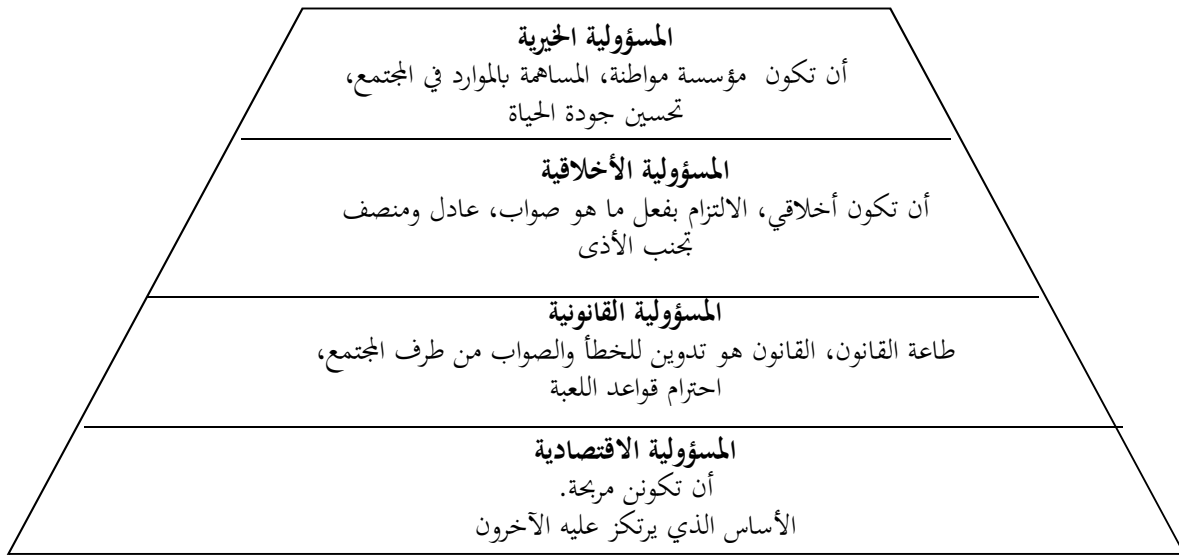 المسؤولية الخيرية
أن تكون مؤسسة مواطنة، المساهمة بالموارد في المجتمع،
تحسين جودة الحياة
المسؤولية الأخلاقية
أن تكون أخلاقي، الالتزام بفعل ما هو صواب، عادل ومنصف
تجنب الأذى
المسؤولية القانونية
طاعة القانون، القانون هو تدوين للخطأ والصواب من طرف المجتمع،
احترام قواعد اللعبة
المسؤولية الاقتصادية
أن تكونن مربحة.
الأساس الذي يرتكز عليه الآخرون